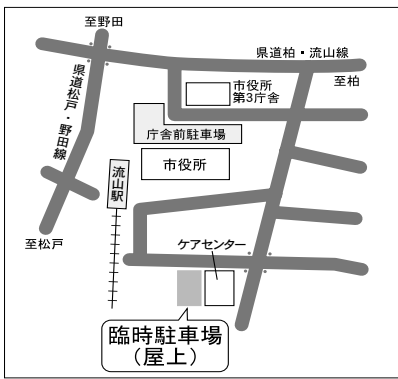 至野田
県道柏・流山線
至柏
市役所
第3庁舎
県道松戸・野田線
庁舎前駐車場
市役所
流山駅
至松戸
ケアセンター
臨時駐車場
（屋上）